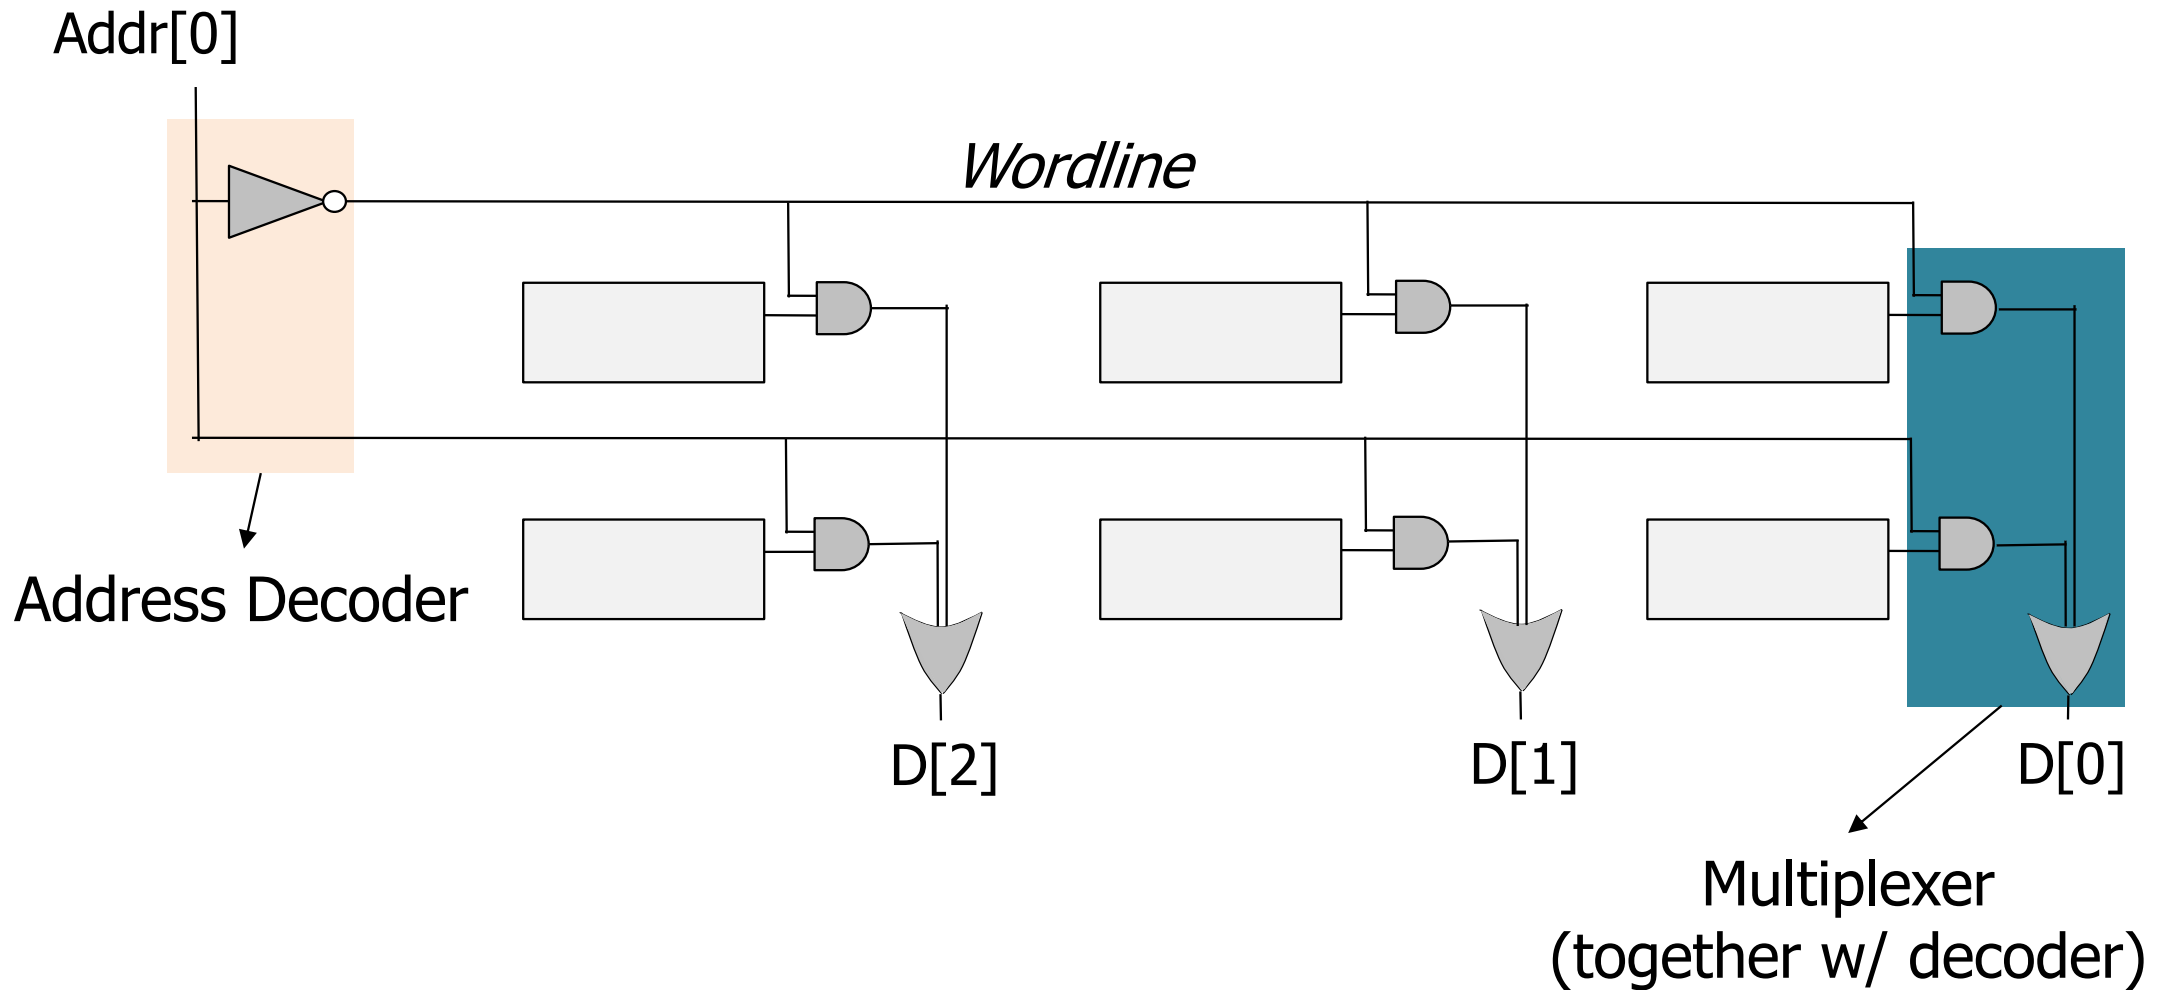 Addr[0]
Wordline
Address Decoder
D[2]
D[1]
D[0]
Multiplexer
(together w/ decoder)